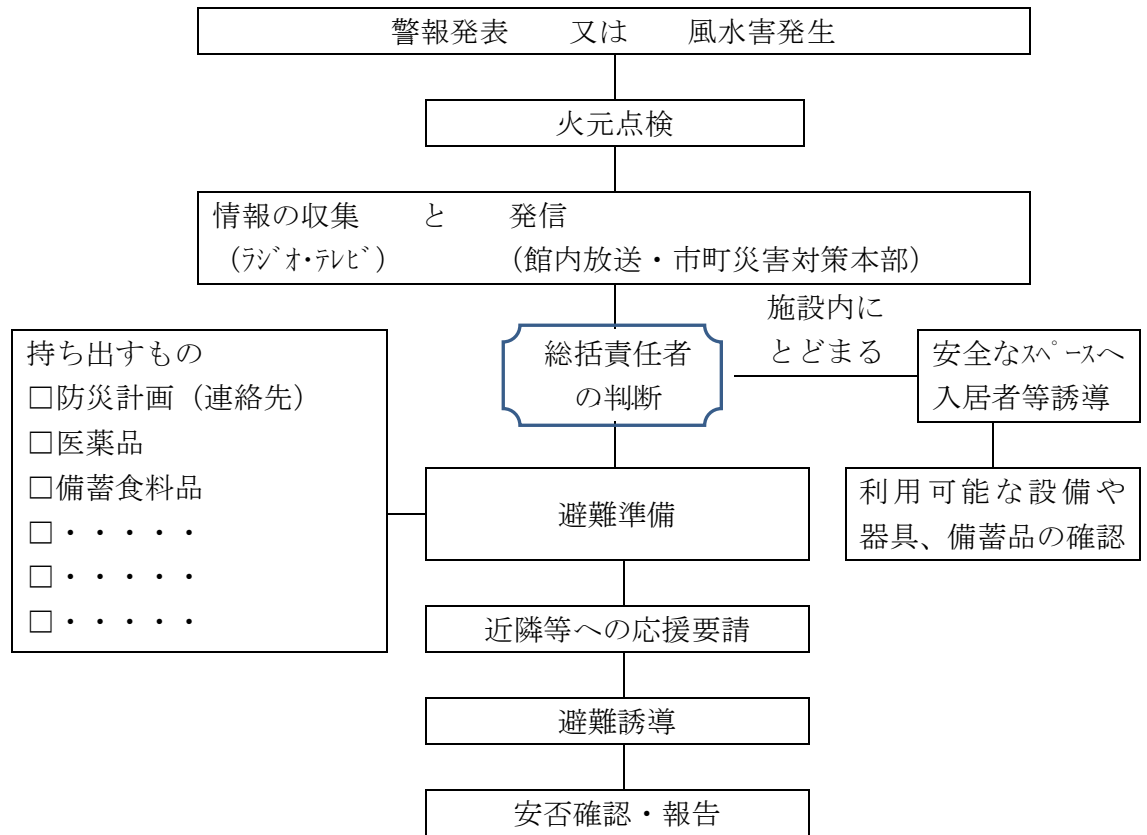 警報発表　　又は　　風水害発生
火元点検
情報の収集　　と　　発信
（ﾗｼﾞｵ・ﾃﾚﾋﾞ）　　　　（館内放送・市町災害対策本部）
施設内に
とどまる
総括責任者
の判断
安全なｽﾍﾟｰｽへ
入居者等誘導
利用可能な設備や
器具、備蓄品の確認
持ち出すもの
□防災計画（連絡先）
□医薬品
□備蓄食料品
□・・・・・
□・・・・・
□・・・・・
避難準備
近隣等への応援要請
避難誘導
安否確認・報告